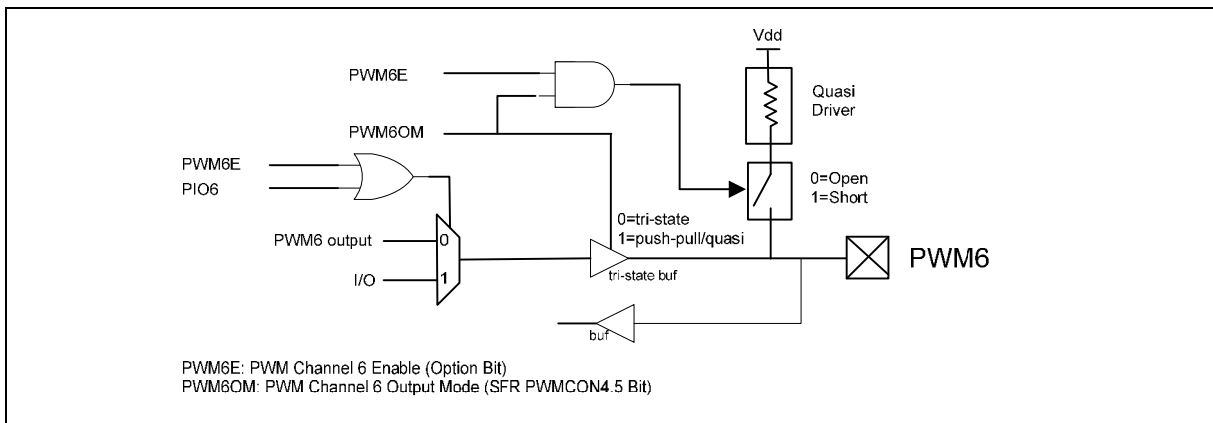 Vdd
PWM6E
Quasi
Driver
PWM6OM
PWM6E
PIO6
0=Open
1=Short
0=tri-state
1=push-pull/quasi
PWM6 output
0
I/O
1
tri-state buf
PWM6
buf
PWM6E: PWM Channel 6 Enable (Option Bit)
PWM6OM: PWM Channel 6 Output Mode (SFR PWMCON4.5 Bit)